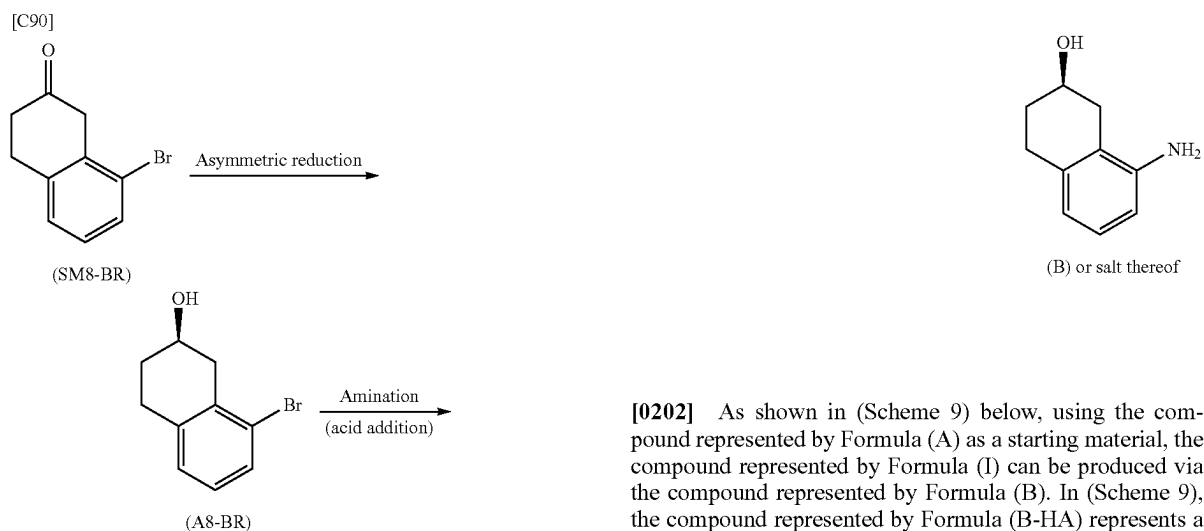 [C90]
O
Br
Asymmetric reduction
(SM8-BR)
OH
Br
Amination
(acid addition)
(A8-BR)
OH
NH2
(B) or salt thereof
[0202] As shown in (Scheme 9) below, using the com-
pound represented by Formula (A) as a starting material, the
compound represented by Formula (I) can be produced via
the compound represented by Formula (B). In (Scheme 9),
the compound represented by Formula (B-HA) represents a